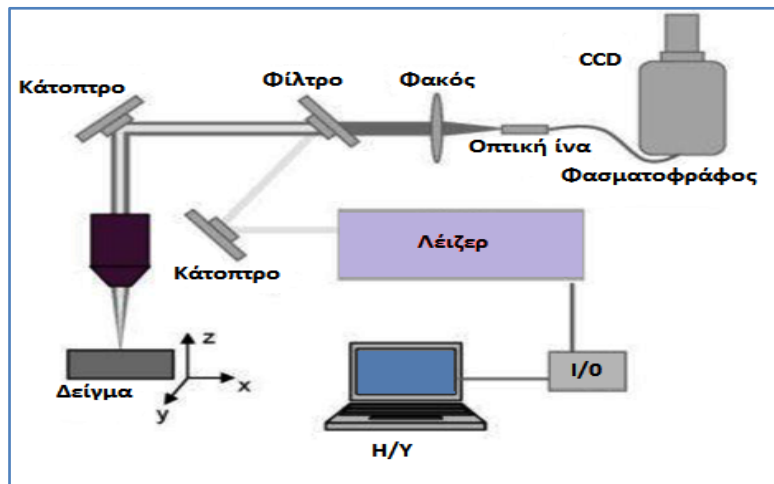 CCD
Φίλτρο
Φακός
Κάτοπτρο
Οπτική ίνα
Φασματοφράφος
Λέιζερ
Κάτοπτρο
z
x
y
Δείγμα
I/0
Η/Υ